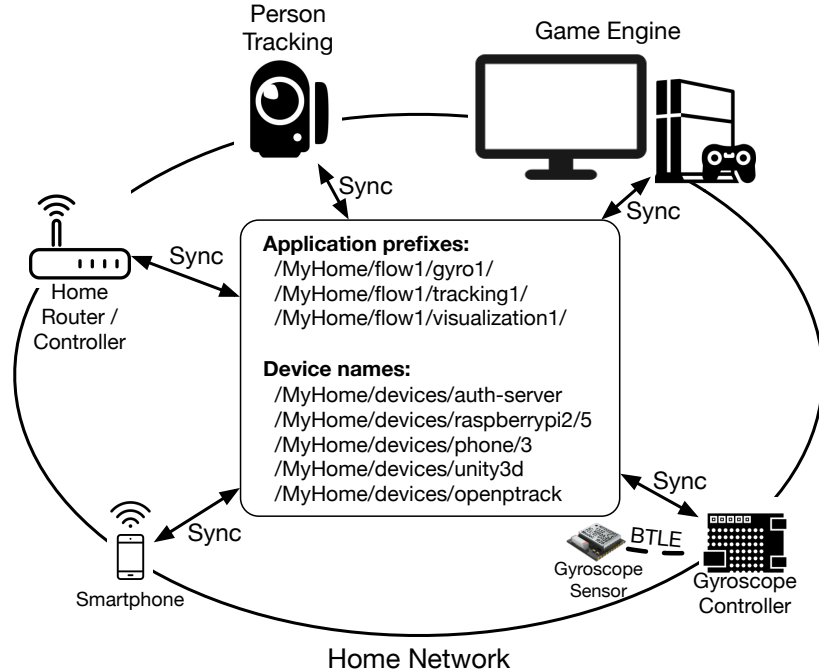 Person
Tracking
Game Engine
Sync
Sync
Sync
Home
Router /
Controller
Application prefixes:
/MyHome/flow1/gyro1/
/MyHome/flow1/tracking1/
/MyHome/flow1/visualization1/
Device names:
/MyHome/devices/auth-server
/MyHome/devices/raspberrypi2/5
/MyHome/devices/phone/3
/MyHome/devices/unity3d
/MyHome/devices/openptrack
Sync
Sync
BTLE
Smartphone
Gyroscope
Sensor
Gyroscope
Controller
Home Network